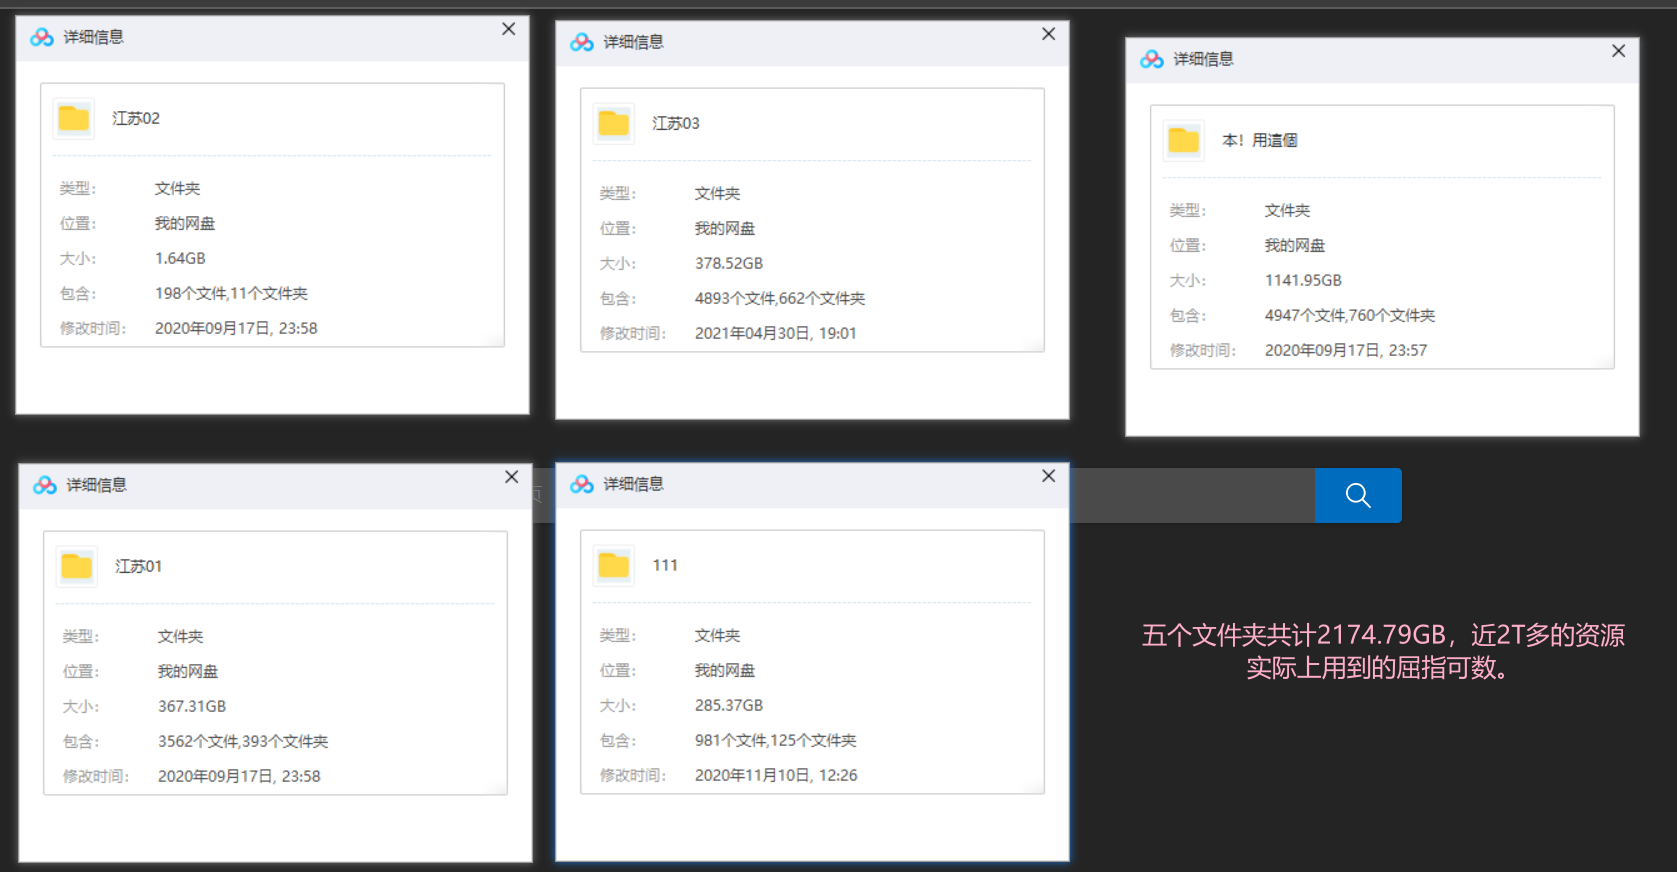 详细信息
江苏02
类型： 文件夹
位置： 我的网盘
大小： 1.64GB
包含： 198个文件,11个文件夹
修改时间： 2020年09月17日, 23:58
详细信息
江苏03
类型： 文件夹
位置： 我的网盘
大小： 378.52GB
包含： 4893个文件,662个文件夹
修改时间： 2021年04月30日, 19:01
详细信息
本！用這個
类型： 文件夹
位置： 我的网盘
大小： 1141.95GB
包含： 4947个文件,760个文件夹
修改时间： 2020年09月17日, 23:57
详细信息
江苏01
类型： 文件夹
位置： 我的网盘
大小： 367.31GB
包含： 3562个文件,393个文件夹
修改时间： 2020年09月17日, 23:58
详细信息
111
类型： 文件夹
位置： 我的网盘
大小： 285.37GB
包含： 981个文件,125个文件夹
修改时间： 2020年11月10日, 12:26
五个文件夹共计2174.79GB，近2T多的资源
实际上用到的屈指可数。